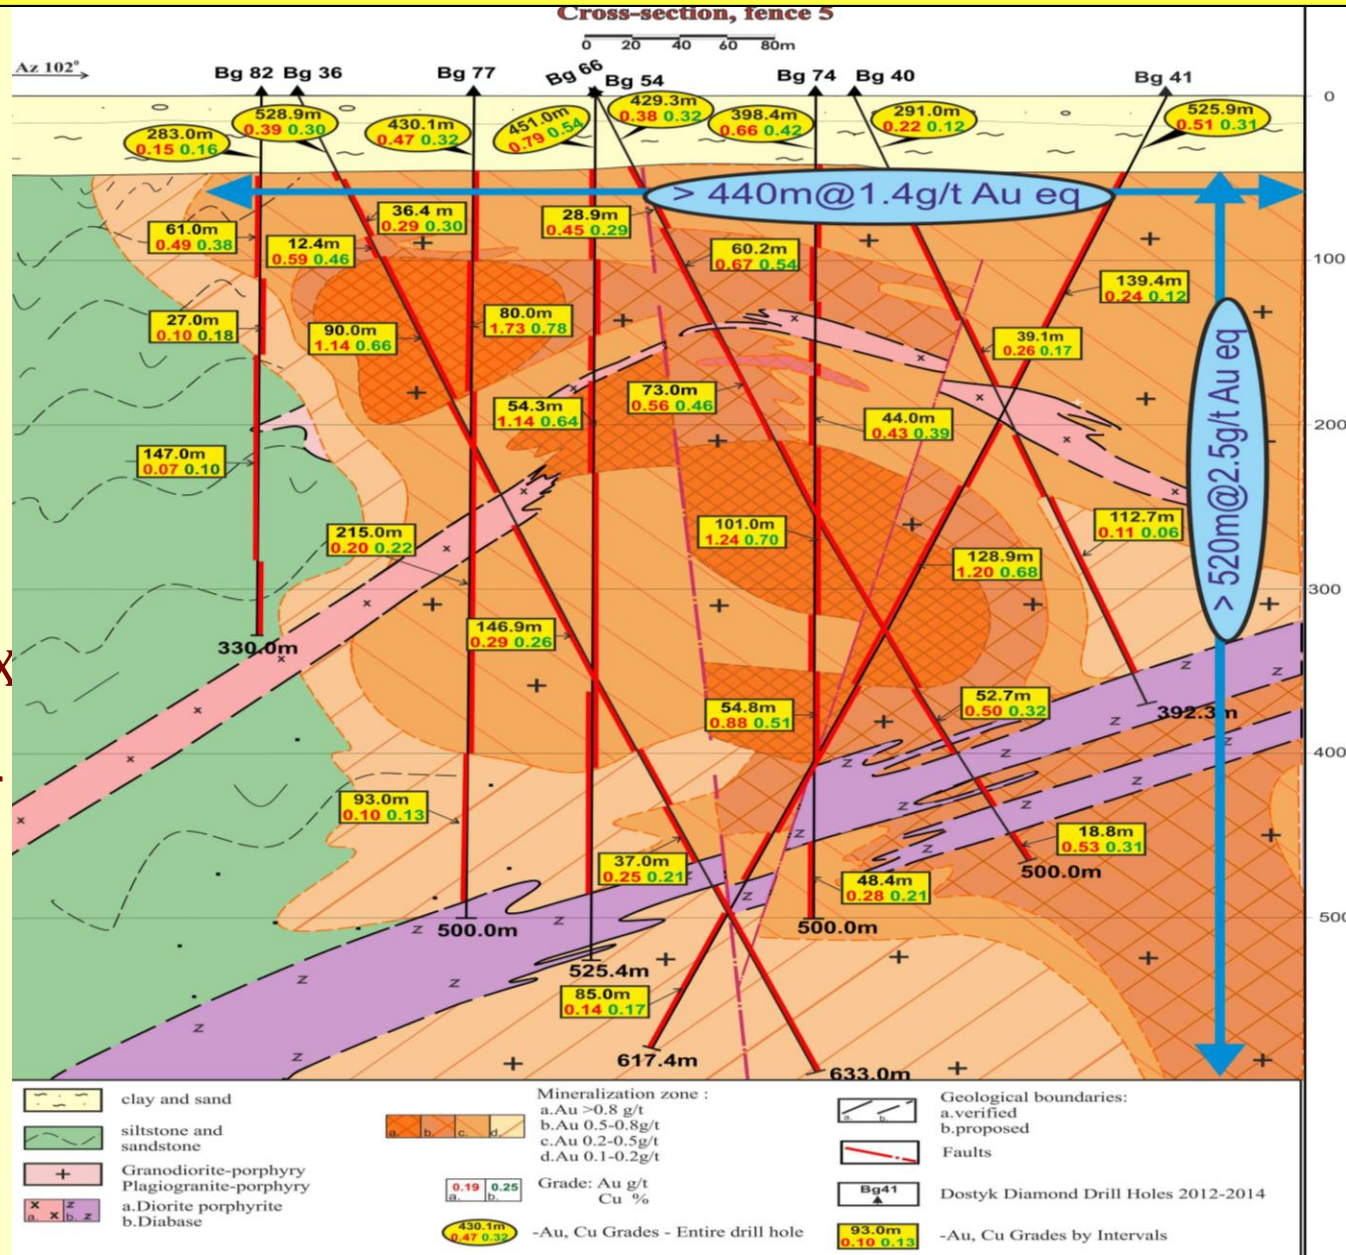 Cross-section, fence 5
0 20 40 60 80m
Az 102°
Bg 82 Bg 36 Bg 77 Bg 66 Bg 54 Bg 74 Bg 40 Bg 41
0
283.0m
0.15 0.16
528.9m
0.39 0.30
430.1m
0.47 0.32
451.0m
0.79 0.54
429.3m
0.38 0.32
398.4m
0.66 0.42
291.0m
0.22 0.12
525.9m
0.51 0.31
> 440m@1.4g/t Au eq
61.0m
0.49 0.38
36.4 m
0.29 0.30
12.4m
0.59 0.46
28.9m
0.45 0.29
60.2m
0.67 0.54
100
139.4m
0.24 0.12
27.0m
0.10 0.18
90.0m
1.14 0.66
80.0m
1.73 0.78
39.1m
0.26 0.17
54.3m
1.14 0.64
73.0m
0.56 0.46
44.0m
0.43 0.39
200
> 520m@2.5g/t Au eq
147.0m
0.07 0.10
215.0m
0.20 0.22
101.0m
1.24 0.70
112.7m
0.11 0.06
128.9m
1.20 0.68
300
330.0m
146.9m
0.29 0.26
54.8m
0.88 0.51
52.7m
0.50 0.32
392.3m
400
93.0m
0.10 0.13
37.0m
0.25 0.21
18.8m
0.53 0.31
500.0m
48.4m
0.28 0.21
500
500.0m
500.0m
525.4m
85.0m
0.14 0.17
617.4m
633.0m
clay and sand
siltstone and
sandstone
Granodiorite-porphyry
Plagiogranite-porphyry
a. b.
a.Diorite porphyrite
b.Diabase
a. b. c. d.
Mineralization zone :
a.Au >0.8 g/t
b.Au 0.5-0.8g/t
c.Au 0.2-0.5g/t
d.Au 0.1-0.2g/t
0.19 0.25
a. b.
Grade: Au g/t
Cu %
430.1m
0.47 0.32
-Au, Cu Grades - Entire drill hole
a. b.
Geological boundaries:
a.verified
b.proposed
Faults
Bg41
Dostyk Diamond Drill Holes 2012-2014
93.0m
0.10 0.13
-Au, Cu Grades by Intervals